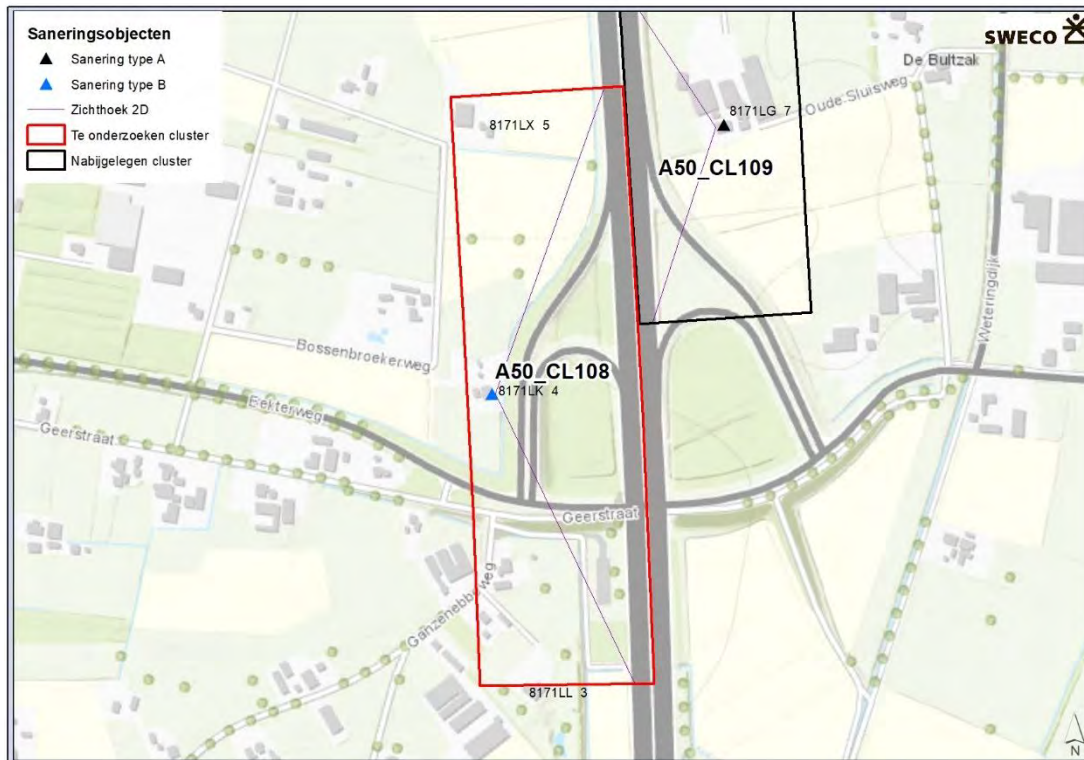 Saneringsobjecten
Sanering type A
Sanering type B
Zichthoek 2D
Te onderzoeken cluster
Nabijgelegen cluster
SWECO
De Bultzak
Oude Sluisweg
8171LG 7
8171LX 5
A50_CL109
Weteringdijk
Bossenbroekerweg
A50_CL108
8171LK 4
Eekterweg
Geerstraat
Geerstraat
Ganzenebbeweg
8171LL 3
N